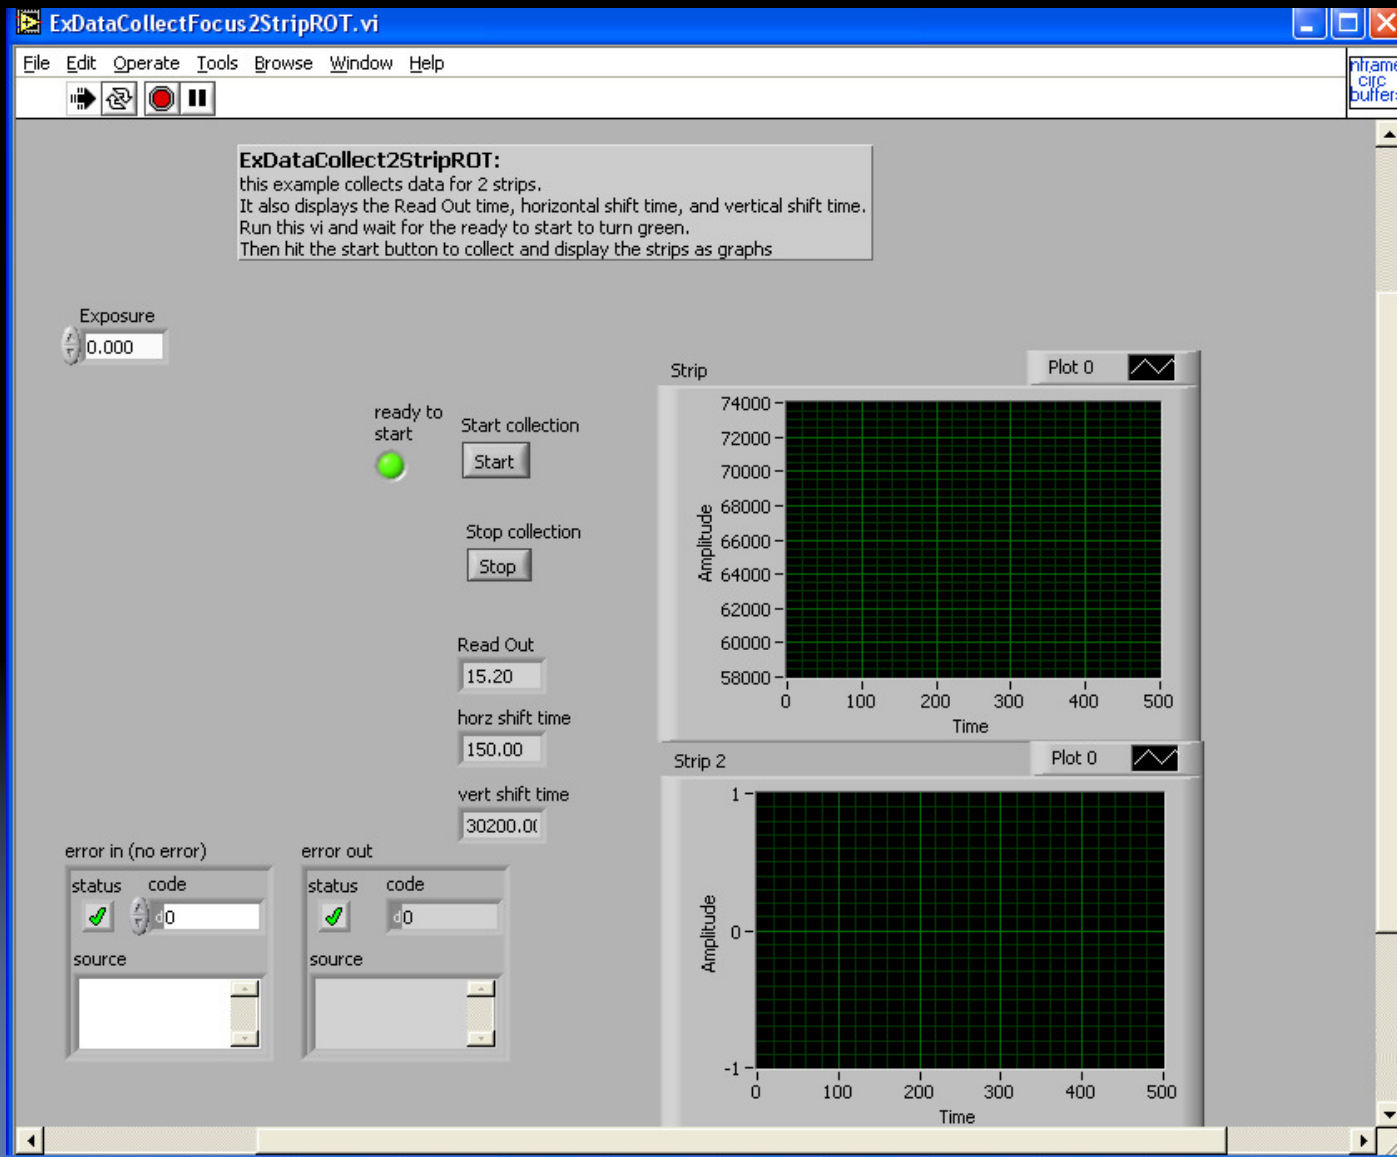 ExDataCollectFocus2StripROT.vi
File Edit Operate Tools Browse Window Help
circ
ExDataCollect2StripROT:
this example collects data for 2 strips.
It also displays the Read Out time, horizontal shift time, and vertical shift time.
Run this vi and wait for the ready to start to turn green.
Then hit the start button to collect and display the strips as graphs
Exposure
0.000
ready to
start
Start collection
Start
Stop collection
Stop
Read Out
15.20
horz shift time
150.00
vert shift time
30200.0
Strip
Plot 0
74000
72000
70000
68000
66000
64000
62000
60000
58000
Amplitude
0 100 200 300 400 500
Time
Strip 2
Plot 0
1
0
-1
Amplitude
0 100 200 300 400 500
Time
error in (no error)
status code
d0
source
error out
status code
d0
source